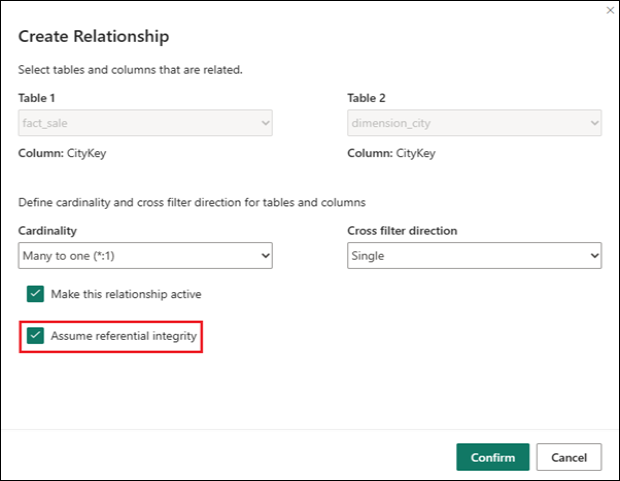 Create Relationship
Select tables and columns that are related.
Table 1
Table 2
fact_sale
dimension_city
Column: CityKey
Column: CityKey
Define cardinality and cross filter direction for tables and columns
Cardinality
Cross filter direction
Many to one (*:1)
Single
Make this relationship active
Assume referential integrity
Confirm
Cancel